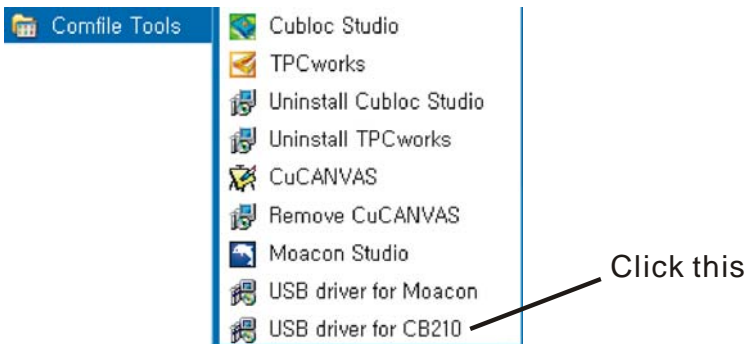 Comfile Tools
Cubloc Studio
TPCworks
Uninstall Cubloc Studio
Uninstall TPCworks
CuCANVAS
Remove CuCANVAS
Moacon Studio
USB driver for Moacon
USB driver for CB210
Click this